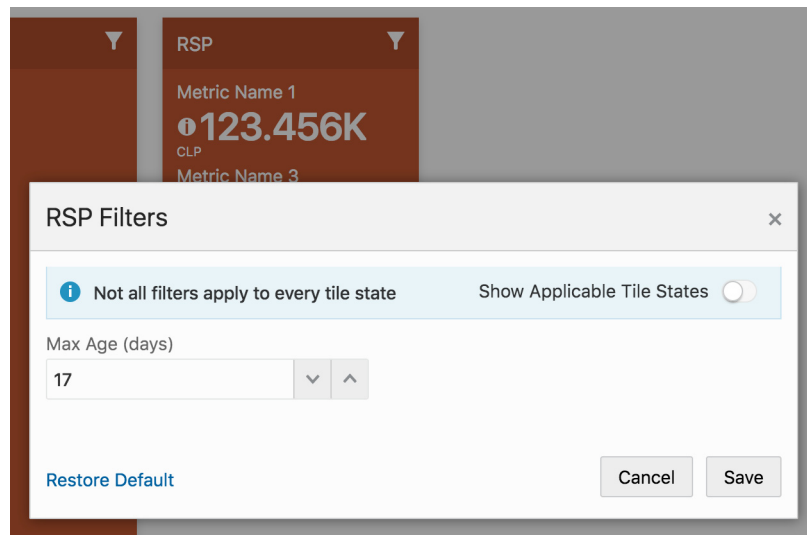 RSP
Metric Name 1
123.456K
CLP
Metric Name 3
RSP Filters
Not all filters apply to every tile state Show Applicable Tile States
Max Age (days)
17
Restore Default Cancel Save